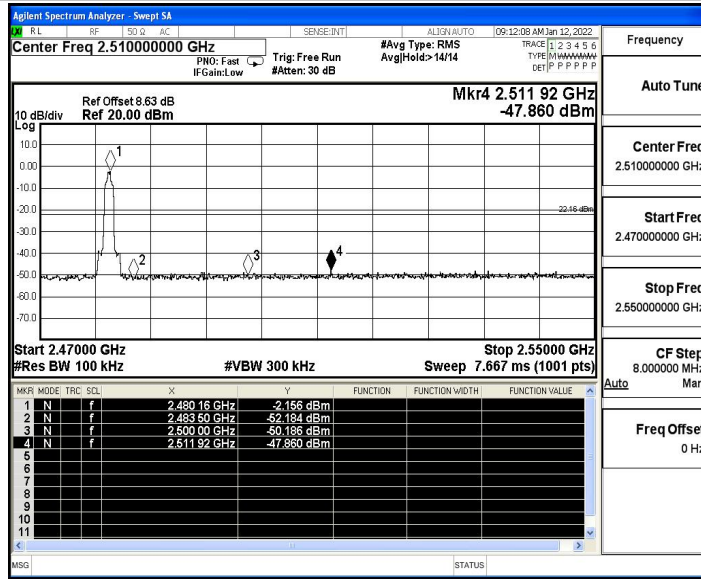 Agilent Spectrum Analyzer - Swept SA
RL RF 50 Ω AC SENSE:INT ALIGN AUTO 09:12:08 AM Jan 12, 2022
Center Freq 2.510000000 GHz
PNO: Fast
IFGain:Low
Trig: Free Run
#Atten: 30 dB
#Avg Type: RMS
Avg|Hold:>14/14
TRACE 1 2 3 4 5 6
TYPE MWWWWW
DET P P P P P P
Frequency
Auto Tune
Center Freq
2.510000000 GHz
Start Freq
2.470000000 GHz
Stop Freq
2.550000000 GHz
CF Step
8.000000 MHz
Auto Man
Freq Offset
0 Hz
Mkr4 2.511 92 GHz
-47.860 dBm
Ref Offset 8.63 dB
10 dB/div Ref 20.00 dBm
Log
10.0
0.00
-10.0
-20.0
-30.0
-40.0
-50.0
-60.0
-70.0
1
2
3
4
22.16 dBm
Start 2.47000 GHz Stop 2.55000 GHz
#Res BW 100 kHz #VBW 300 kHz Sweep 7.667 ms (1001 pts)
MKR MODE TRC SCL X Y FUNCTION FUNCTION WIDTH FUNCTION VALUE
1 N f 2.480 16 GHz -2.156 dBm
2 N f 2.483 50 GHz -52.184 dBm
3 N f 2.500 00 GHz -50.186 dBm
4 N f 2.511 92 GHz -47.860 dBm
5
6
7
8
9
10
11
MSG STATUS